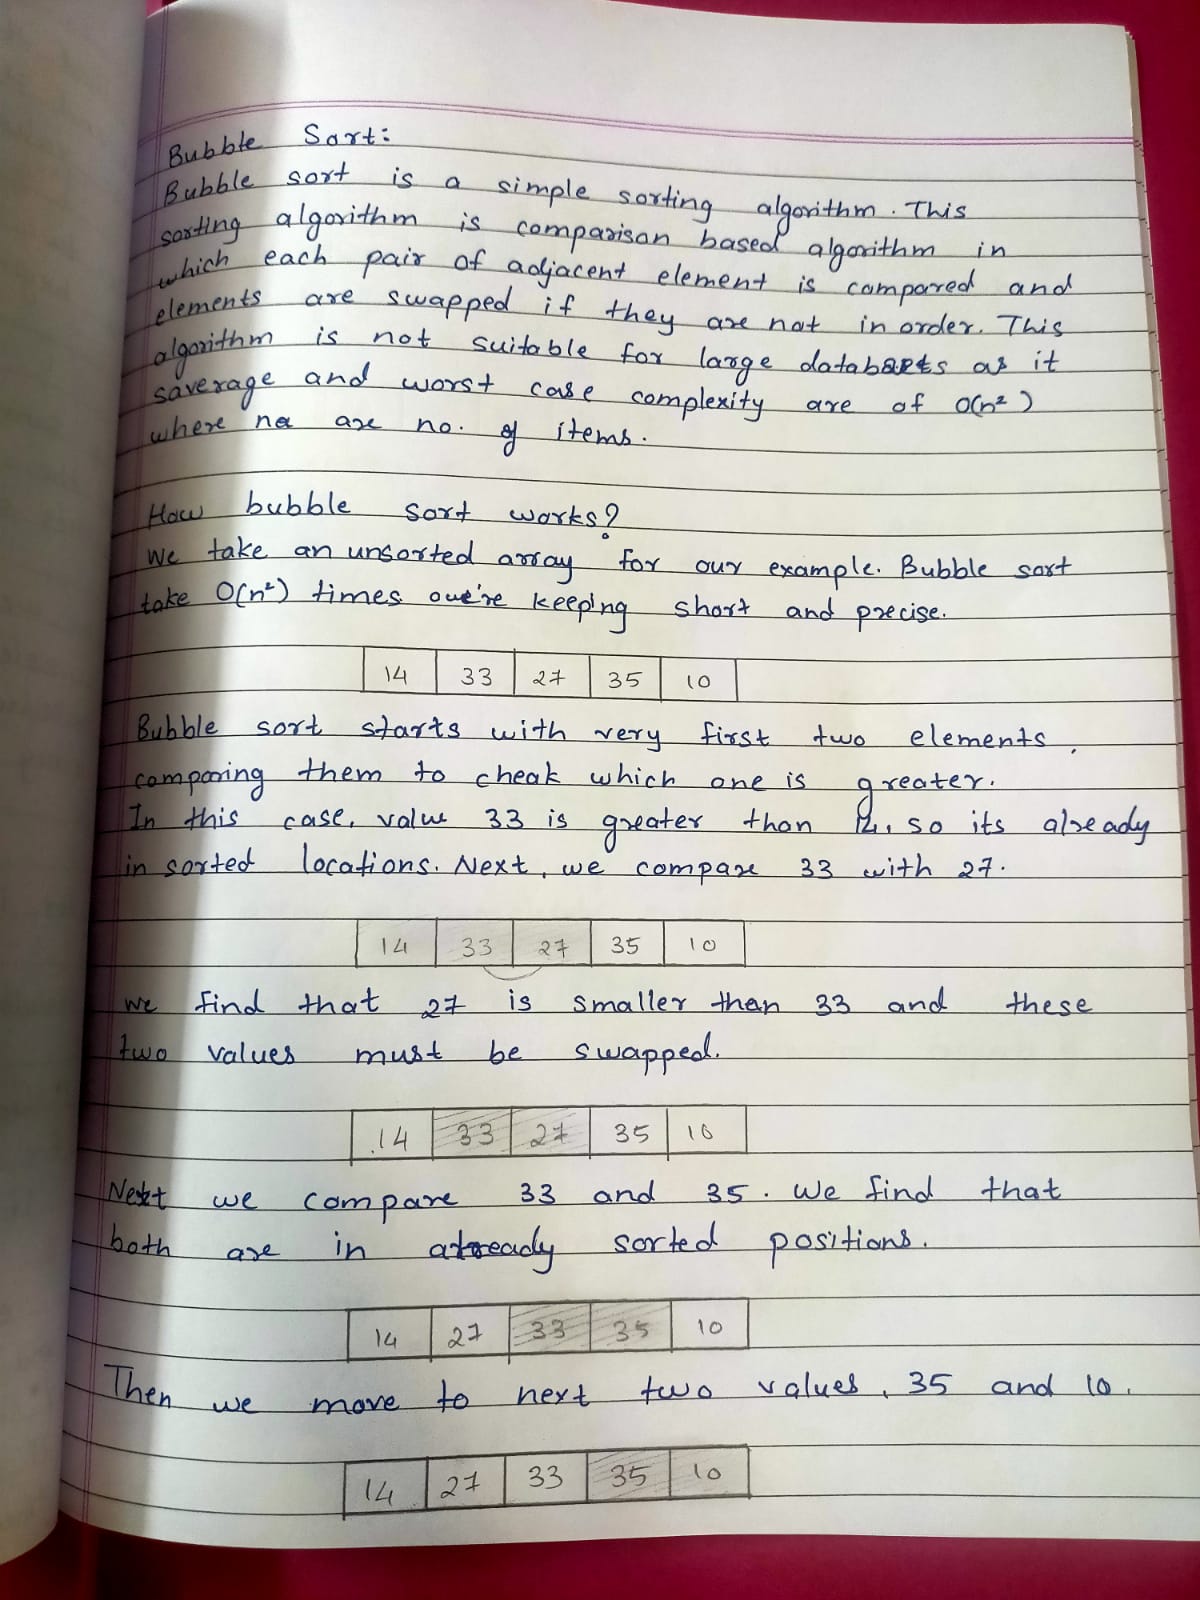 Bubble Sort:
Bubble sort is a simple sorting algorithm. This
sorting algorithm is comparison based algorithm in
which each pair of adjacent element is compared and
elements are swapped if they are not in order. This
algorithm is not suitable for large datab as it
saverage and worst case complexity are of O(n²)
where n are no. of items.
How bubble sort works?
We take an unsorted array for our example. Bubble sort
take O(n²) times oue're keeping short and precise.
14 33 27 35 10
Bubble sort starts with very first two elements,
comparing them to cheak which one is greater.
In this case, value 33 is greater than 14, so its already
in sorted locations. Next, we compare 33 with 27.
14 33 27 35 10
we find that 27 is smaller than 33 and these
two values must be swapped.
14 33 27 35 10
Next we compare 33 and 35. We find that
both are in already sorted positions.
14 27 33 35 10
Then we move to next two values, 35 and 10.
14 27 33 35 10